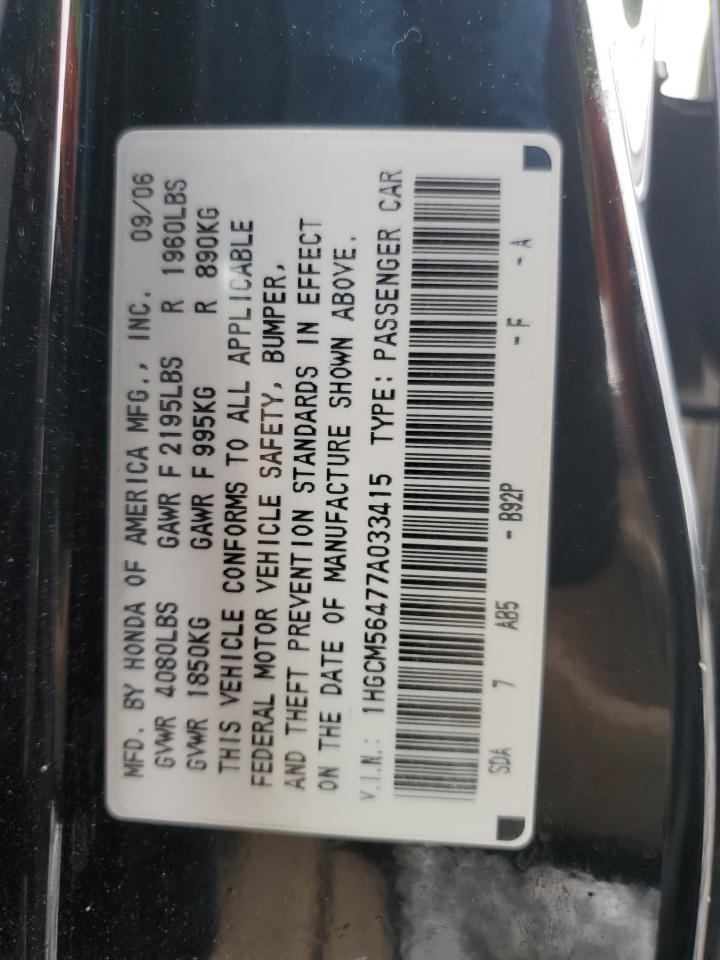 MFD. BY HONDA OF AMERICA MFG., INC. 09/06
GVWR 4080LBS GAWR F 2195LBS R 1960LBS
GVWR 1850KG GAWR F 995KG R 890KG
THIS VEHICLE CONFORMS TO ALL APPLICABLE
FEDERAL MOTOR VEHICLE SAFETY, BUMPER,
AND THEFT PREVENTION STANDARDS IN EFFECT
ON THE DATE OF MANUFACTURE SHOWN ABOVE.
V.I.N.: 1HGCM56477A033415 TYPE: PASSENGER CAR
SDA 7 AB5 - B92P - F - A